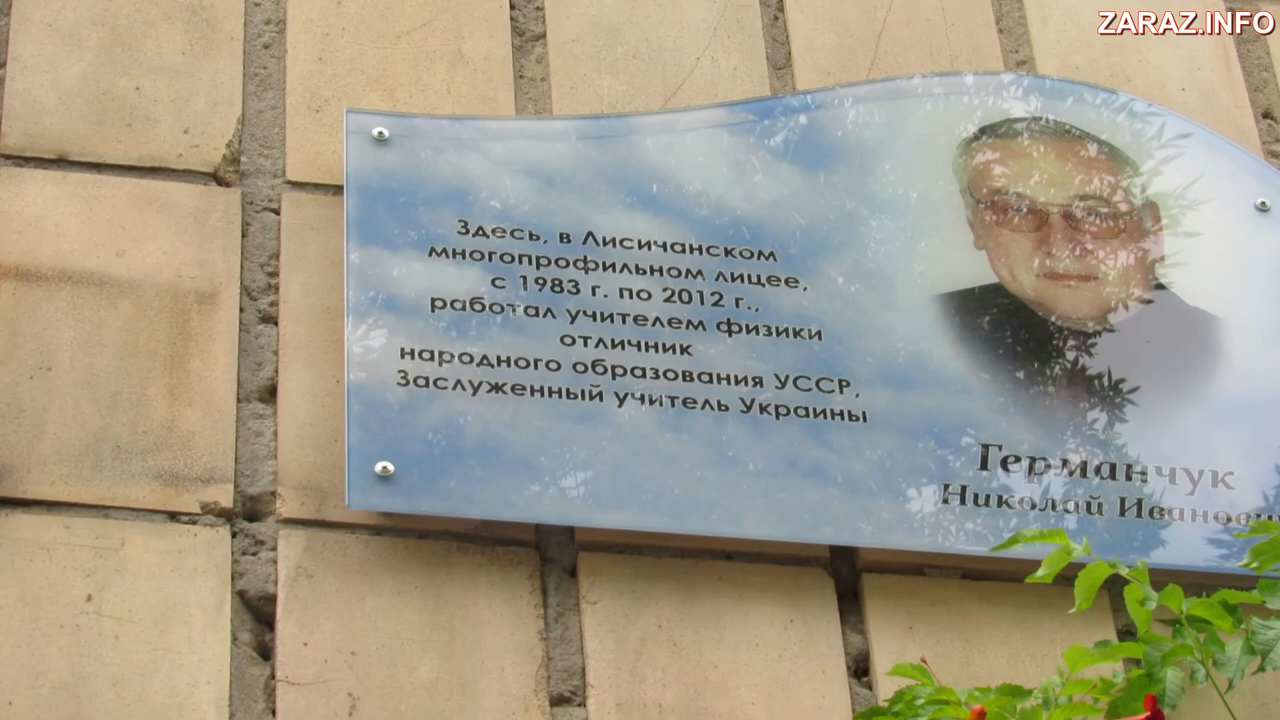 ZARAZ.INFO
Здесь, в Лисичанском
многопрофильном лицее,
с 1983 г. по 2012 г.,
работал учителем физики
отличник
народного образования УССР,
Заслуженный учитель Украины
Германчук
Николай